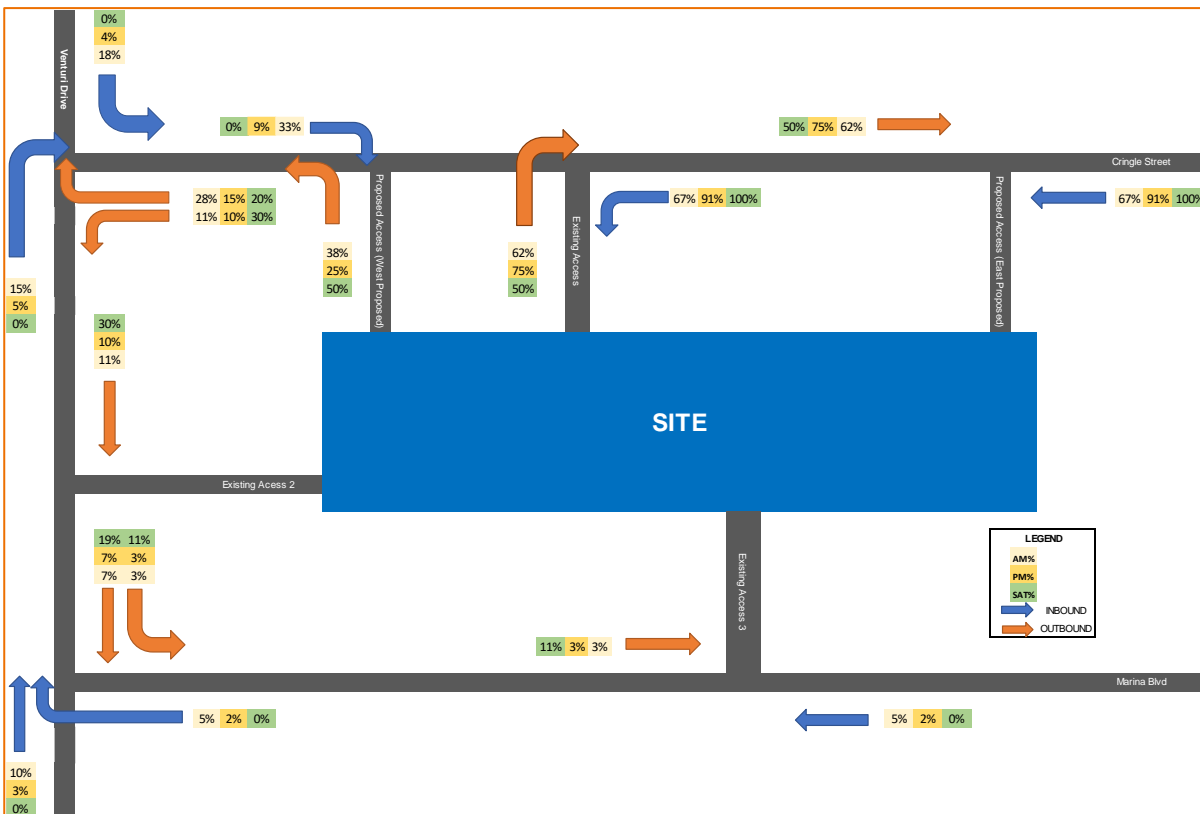 0%
4%
18%
Venturi Drive
0% 9% 33%
50% 75% 62%
Cringle Street
28% 15% 20%
11% 10% 30%
38%
25%
50%
Proposed Access (West Proposed)
62%
75%
50%
Existing Access
67% 91% 100%
Proposed Access (East Proposed)
67% 91% 100%
15%
5%
0%
30%
10%
11%
SITE
Existing Acess 2
19% 11%
7% 3%
7% 3%
Existing Access 3
LEGEND
AM%
PM%
SAT%
INBOUND
OUTBOUND
11% 3% 3%
Marina Blvd
5% 2% 0%
5% 2% 0%
10%
3%
0%